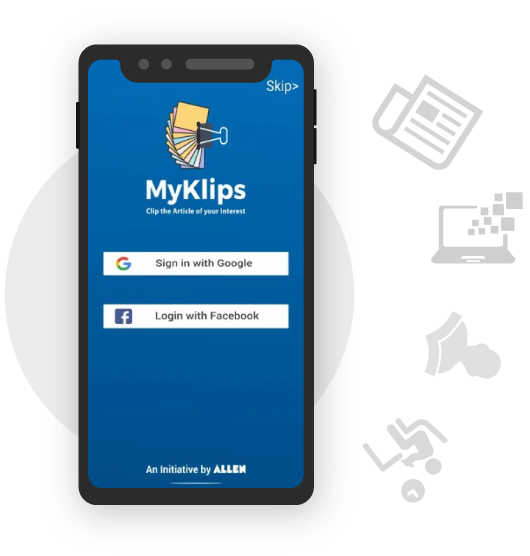 Skip>
MyKlips
Clip the Article of your Interest
Sign in with Google
Login with Facebook
An Initiative by ALLEN